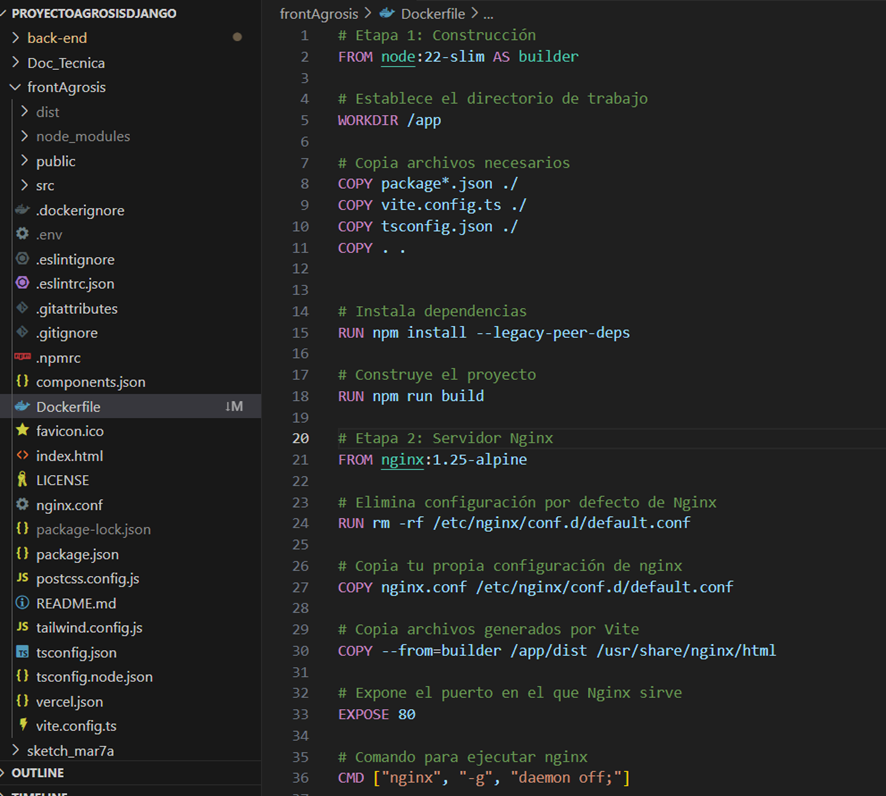 PROYECTOAGROSISDJANGO
back-end
Doc_Tecnica
frontAgrosis
dist
node_modules
public
src
.dockerignore
.env
.eslintignore
.eslintrc.json
.gitattributes
.gitignore
.npmrc
components.json
Dockerfile ↓M
favicon.ico
index.html
LICENSE
nginx.conf
package-lock.json
package.json
postcss.config.js
README.md
tailwind.config.js
tsconfig.json
tsconfig.node.json
vercel.json
vite.config.ts
sketch_mar7a
OUTLINE
TIMELINE
frontAgrosis > Dockerfile > ...
1 # Etapa 1: Construcción
2 FROM node:22-slim AS builder
3
4 # Establece el directorio de trabajo
5 WORKDIR /app
6
7 # Copia archivos necesarios
8 COPY package*.json ./
9 COPY vite.config.ts ./
10 COPY tsconfig.json ./
11 COPY . .
12
13
14 # Instala dependencias
15 RUN npm install --legacy-peer-deps
16
17 # Construye el proyecto
18 RUN npm run build
19
20 # Etapa 2: Servidor Nginx
21 FROM nginx:1.25-alpine
22
23 # Elimina configuración por defecto de Nginx
24 RUN rm -rf /etc/nginx/conf.d/default.conf
25
26 # Copia tu propia configuración de nginx
27 COPY nginx.conf /etc/nginx/conf.d/default.conf
28
29 # Copia archivos generados por Vite
30 COPY --from=builder /app/dist /usr/share/nginx/html
31
32 # Expone el puerto en el que Nginx sirve
33 EXPOSE 80
34
35 # Comando para ejecutar nginx
36 CMD ["nginx", "-g", "daemon off;"]
37